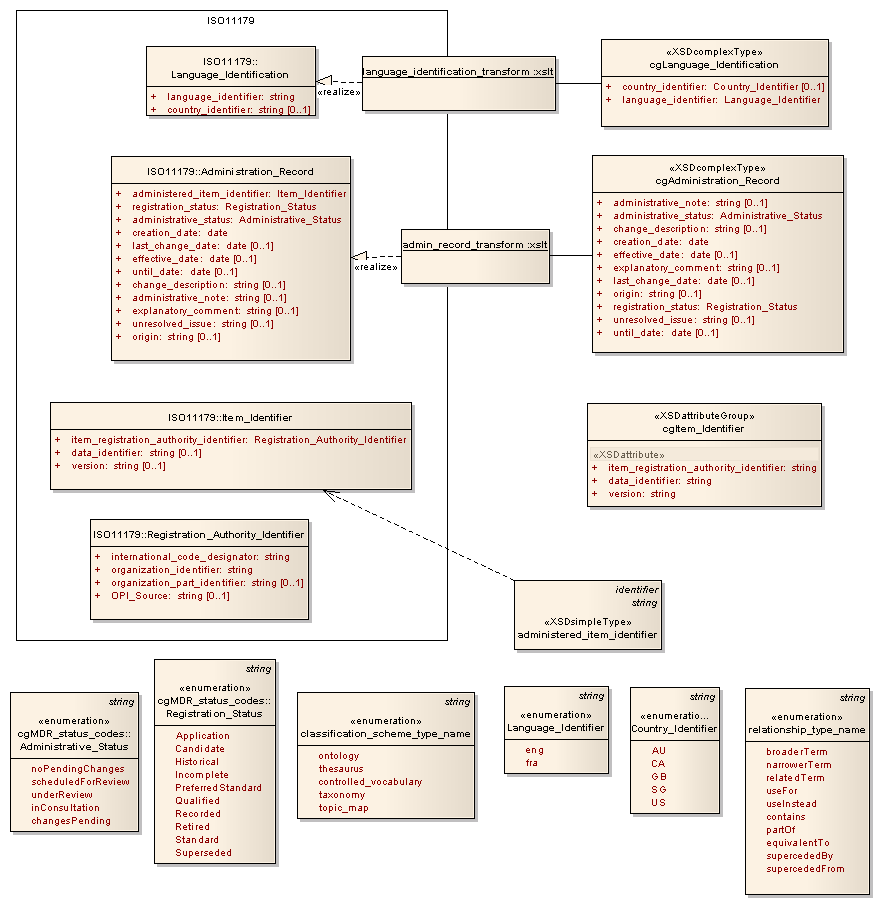 ISO11179
ISO11179::
Language_Identification
+ language_identifier: string
+ country_identifier: string [0..1]
«realize»
language_identification_transform :xslt
«XSDcomplexType»
cgLanguage_Identification
+ country_identifier: Country_Identifier [0..1]
+ language_identifier: Language_Identifier
ISO11179::Administration_Record
+ administered_item_identifier: Item_Identifier
+ registration_status: Registration_Status
+ administrative_status: Administrative_Status
+ creation_date: date
+ last_change_date: date [0..1]
+ effective_date: date [0..1]
+ until_date: date [0..1]
+ change_description: string [0..1]
+ administrative_note: string [0..1]
+ explanatory_comment: string [0..1]
+ unresolved_issue: string [0..1]
+ origin: string [0..1]
«realize»
admin_record_transform :xslt
«XSDcomplexType»
cgAdministration_Record
+ administrative_note: string [0..1]
+ administrative_status: Administrative_Status
+ change_description: string [0..1]
+ creation_date: date
+ effective_date: date [0..1]
+ explanatory_comment: string [0..1]
+ last_change_date: date [0..1]
+ origin: string [0..1]
+ registration_status: Registration_Status
+ unresolved_issue: string [0..1]
+ until_date: date [0..1]
ISO11179::Item_Identifier
+ item_registration_authority_identifier: Registration_Authority_Identifier
+ data_identifier: string [0..1]
+ version: string [0..1]
«XSDattributeGroup»
cgItem_Identifier
«XSDattribute»
+ item_registration_authority_identifier: string
+ data_identifier: string
+ version: string
ISO11179::Registration_Authority_Identifier
+ international_code_designator: string
+ organization_identifier: string
+ organization_part_identifier: string [0..1]
+ OPI_Source: string [0..1]
identifier
string
«XSDsimpleType»
administered_item_identifier
string
«enumeration»
cgMDR_status_codes::
Administrative_Status
noPendingChanges
scheduledForReview
underReview
inConsultation
changesPending
string
«enumeration»
cgMDR_status_codes::
Registration_Status
Application
Candidate
Historical
Incomplete
PreferredStandard
Qualified
Recorded
Retired
Standard
Superseded
string
«enumeration»
classification_scheme_type_name
ontology
thesaurus
controlled_vocabulary
taxonomy
topic_map
string
«enumeration»
Language_Identifier
eng
fra
string
«enumeratio...
Country_Identifier
AU
CA
GB
SG
US
string
«enumeration»
relationship_type_name
broaderTerm
narrowerTerm
relatedTerm
useFor
useInstead
contains
partOf
equivalentTo
supercededBy
supercededFrom